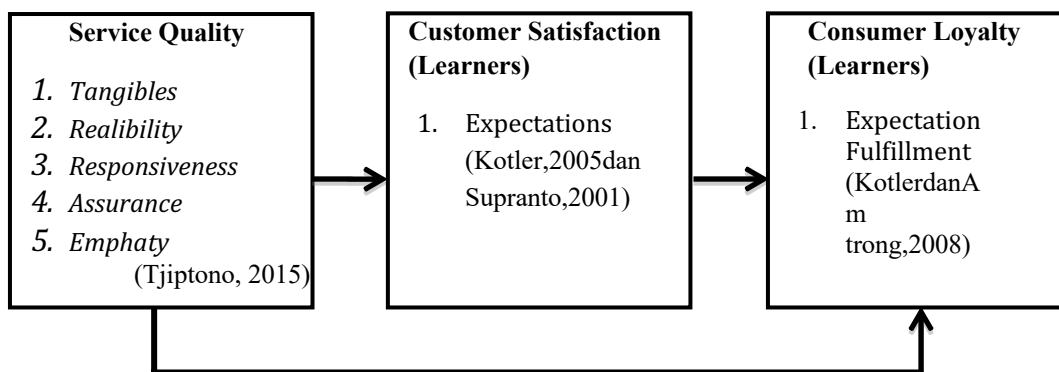 Service Quality
1. Tangibles
2. Realibility
3. Responsiveness
4. Assurance
5. Emphaty
(Tjiptono, 2015)
Customer Satisfaction
(Learners)
1. Expectations
(Kotler,2005dan
Supranto,2001)
Consumer Loyalty
(Learners)
1. Expectation
Fulfillment
(KotlerdanA
m
trong,2008)